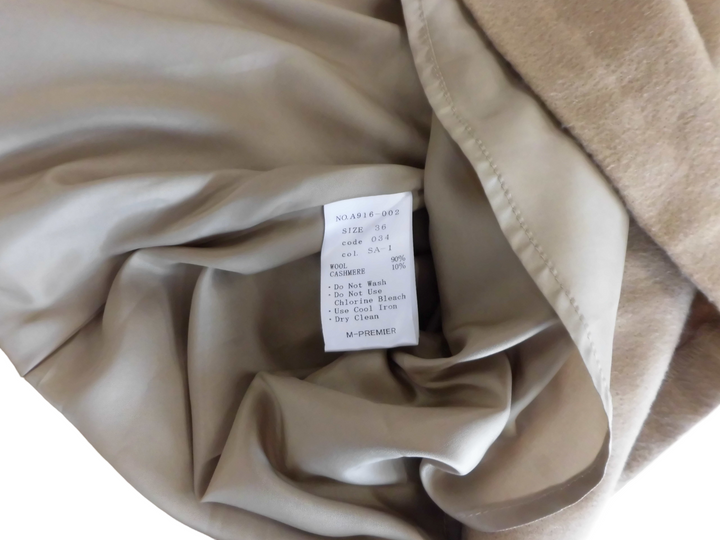 NO.A916-002
SIZE 36
code 034
col. SA-1
WOOL 90%
CASHMERE 10%
・Do Not Wash
・Do Not Use
Chlorine Bleach
・Use Cool Iron
・Dry Clean
M-PREMIER